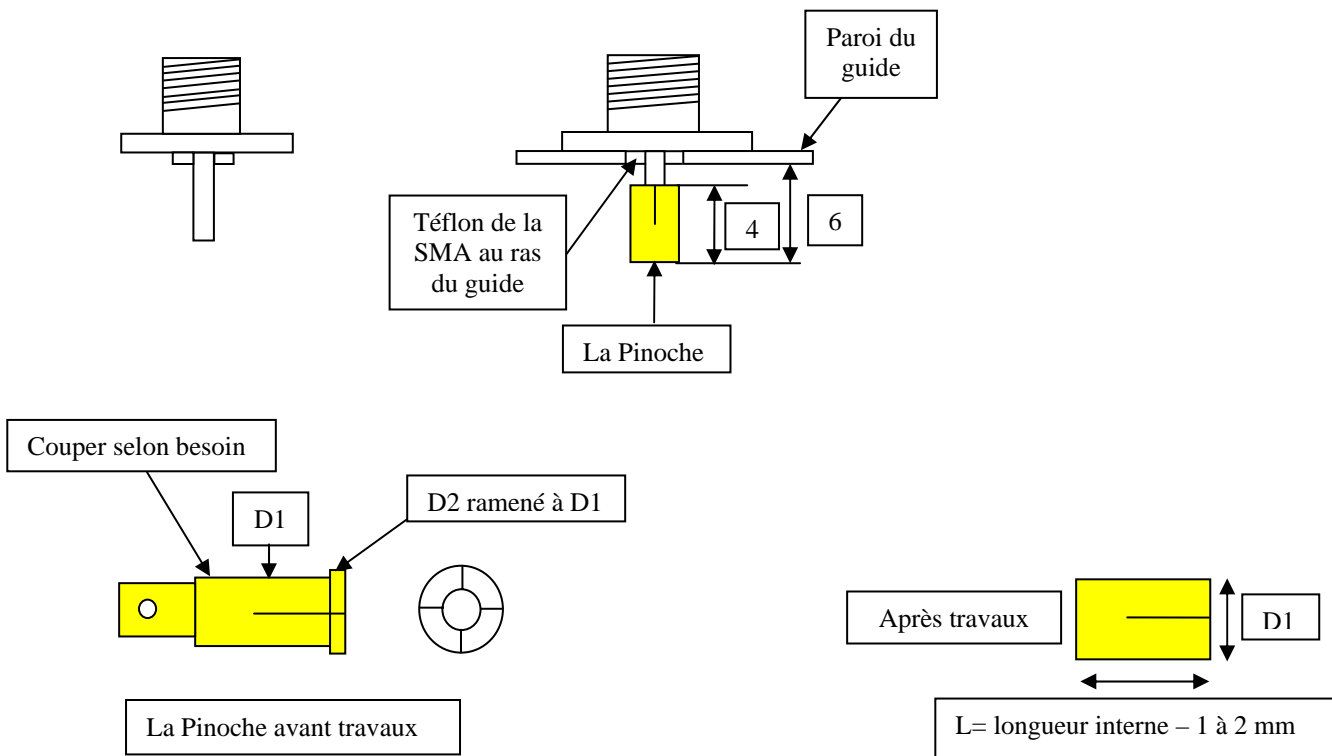 Paroi du
guide
Téflon de la
SMA au ras
du guide
4
6
La Pinoche
Couper selon besoin
D1
D2 ramené à D1
Après travaux
D1
La Pinoche avant travaux
L= longueur interne – 1 à 2 mm